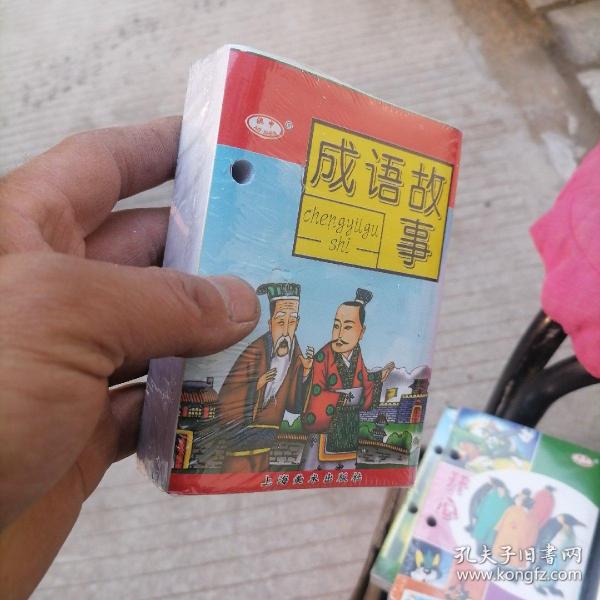 成语故
事
chengyugu
shi
上海美术出版社
孔夫子旧书网
www.kongfz.com